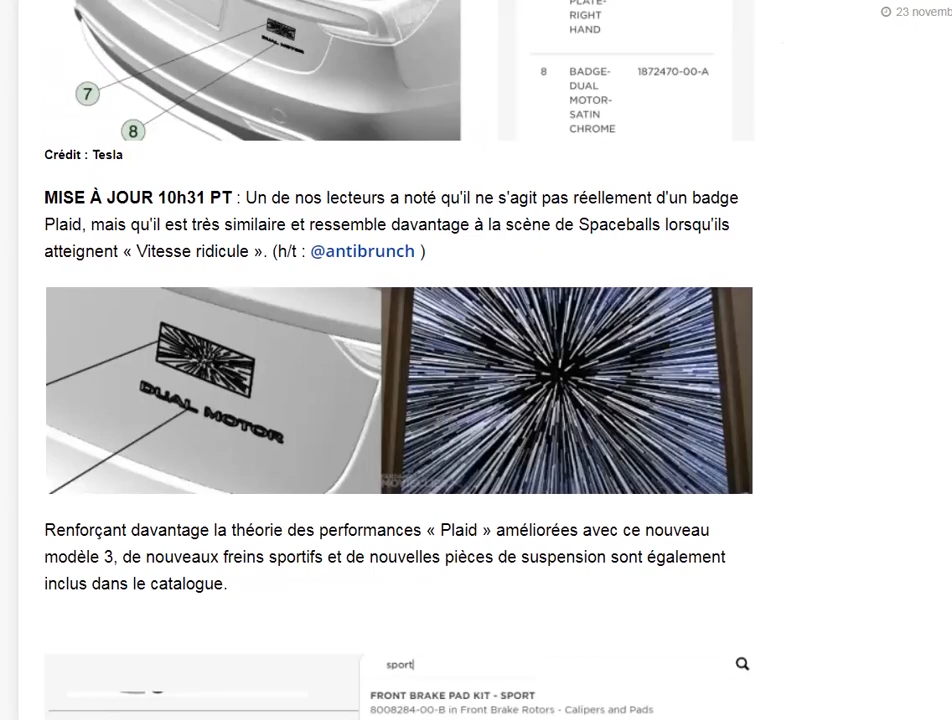 PLATE-
RIGHT
HAND
23 novemb
8 BADGE- 1872470-00-A
DUAL
MOTOR-
SATIN
CHROME
DUAL MOTOR
7
8
Crédit : Tesla
MISE À JOUR 10h31 PT : Un de nos lecteurs a noté qu'il ne s'agit pas réellement d'un badge
Plaid, mais qu'il est très similaire et ressemble davantage à la scène de Spaceballs lorsqu'ils
atteignent « Vitesse ridicule ». (h/t : @antibrunch )
DUAL MOTOR
Renforçant davantage la théorie des performances « Plaid » améliorées avec ce nouveau
modèle 3, de nouveaux freins sportifs et de nouvelles pièces de suspension sont également
inclus dans le catalogue.
sport
FRONT BRAKE PAD KIT - SPORT
8008284-00-B in Front Brake Rotors - Calipers and Pads